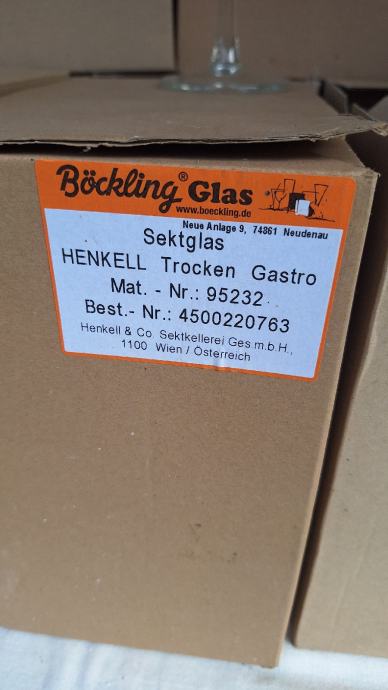 Böckling® Glas
www.boeckling.de
Neue Anlage 9, 74861 Neudenau
Sektglas
HENKELL Trocken Gastro
Mat. - Nr.: 95232
Best.- Nr.: 4500220763
Henkell & Co. Sektkellerei Ges.m.b.H.,
1100 Wien / Österreich